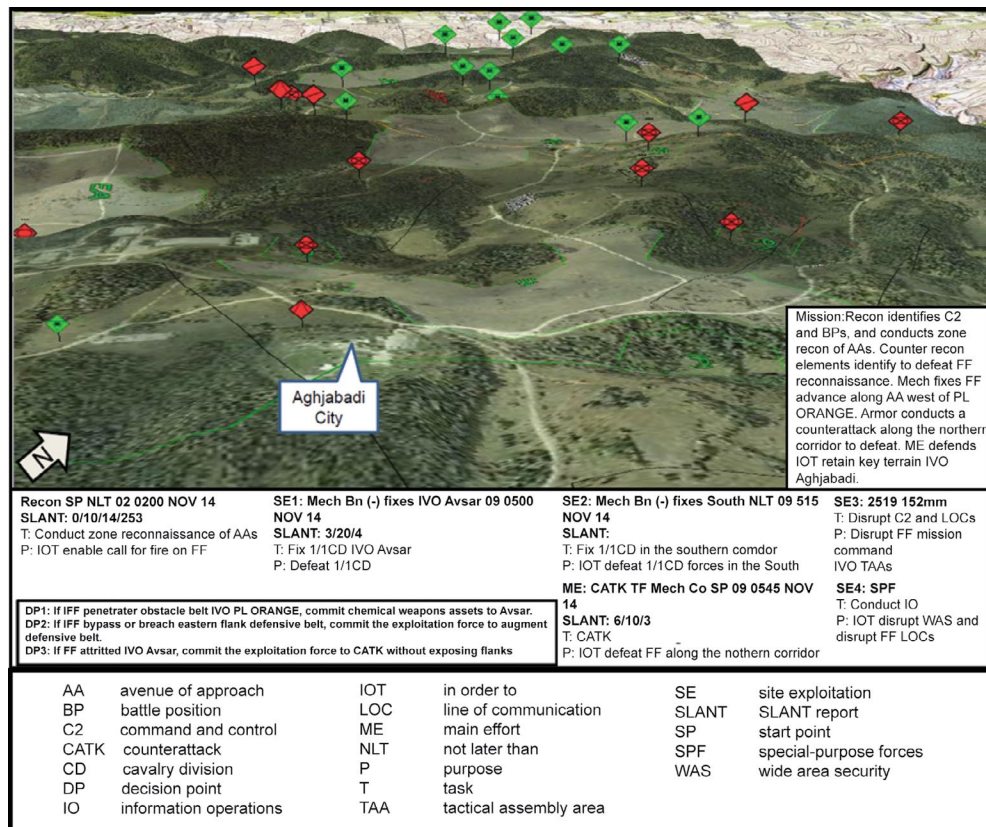 Aghjabadi
City
N
Mission:Recon identifies C2
and BPs, and conducts zone
recon of AAs. Counter recon
elements identify to defeat FF
reconnaissance. Mech fixes FF
advance along AA west of PL
ORANGE. Armor conducts a
counterattack along the northern
corridor to defeat. ME defends
IOT retain key terrain IVO
Aghjabadi.
Recon SP NLT 02 0200 NOV 14
SLANT: 0/10/14/253
T: Conduct zone reconnaissance of AAs
P: IOT enable call for fire on FF
SE1: Mech Bn (-) fixes IVO Avsar 09 0500
NOV 14
SLANT: 3/20/4
T: Fix 1/1CD IVO Avsar
P: Defeat 1/1CD
SE2: Mech Bn (-) fixes South NLT 09 515
NOV 14
SLANT:
T: Fix 1/1CD in the southern comdor
P: IOT defeat 1/1CD forces in the South
ME: CATK TF Mech Co SP 09 0545 NOV
14
SLANT: 6/10/3
T: CATK
P: IOT defeat FF along the nothern corridor
SE3: 2519 152mm
T: Disrupt C2 and LOCs
P: Disrupt FF mission
command
IVO TAAs
SE4: SPF
T: Conduct IO
P: IOT disrupt WAS and
disrupt FF LOCs
DP1: If IFF penetrater obstacle belt IVO PL ORANGE, commit chemical weapons assets to Avsar.
DP2: If IFF bypass or breach eastern flank defensive belt, commit the exploitation force to augment
defensive belt.
DP3: If FF attritted IVO Avsar, commit the exploitation force to CATK without exposing flanks
AA avenue of approach
BP battle position
C2 command and control
CATK counterattack
CD cavalry division
DP decision point
IO information operations
IOT in order to
LOC line of communication
ME main effort
NLT not later than
P purpose
T task
TAA tactical assembly area
SE site exploitation
SLANT SLANT report
SP start point
SPF special-purpose forces
WAS wide area security